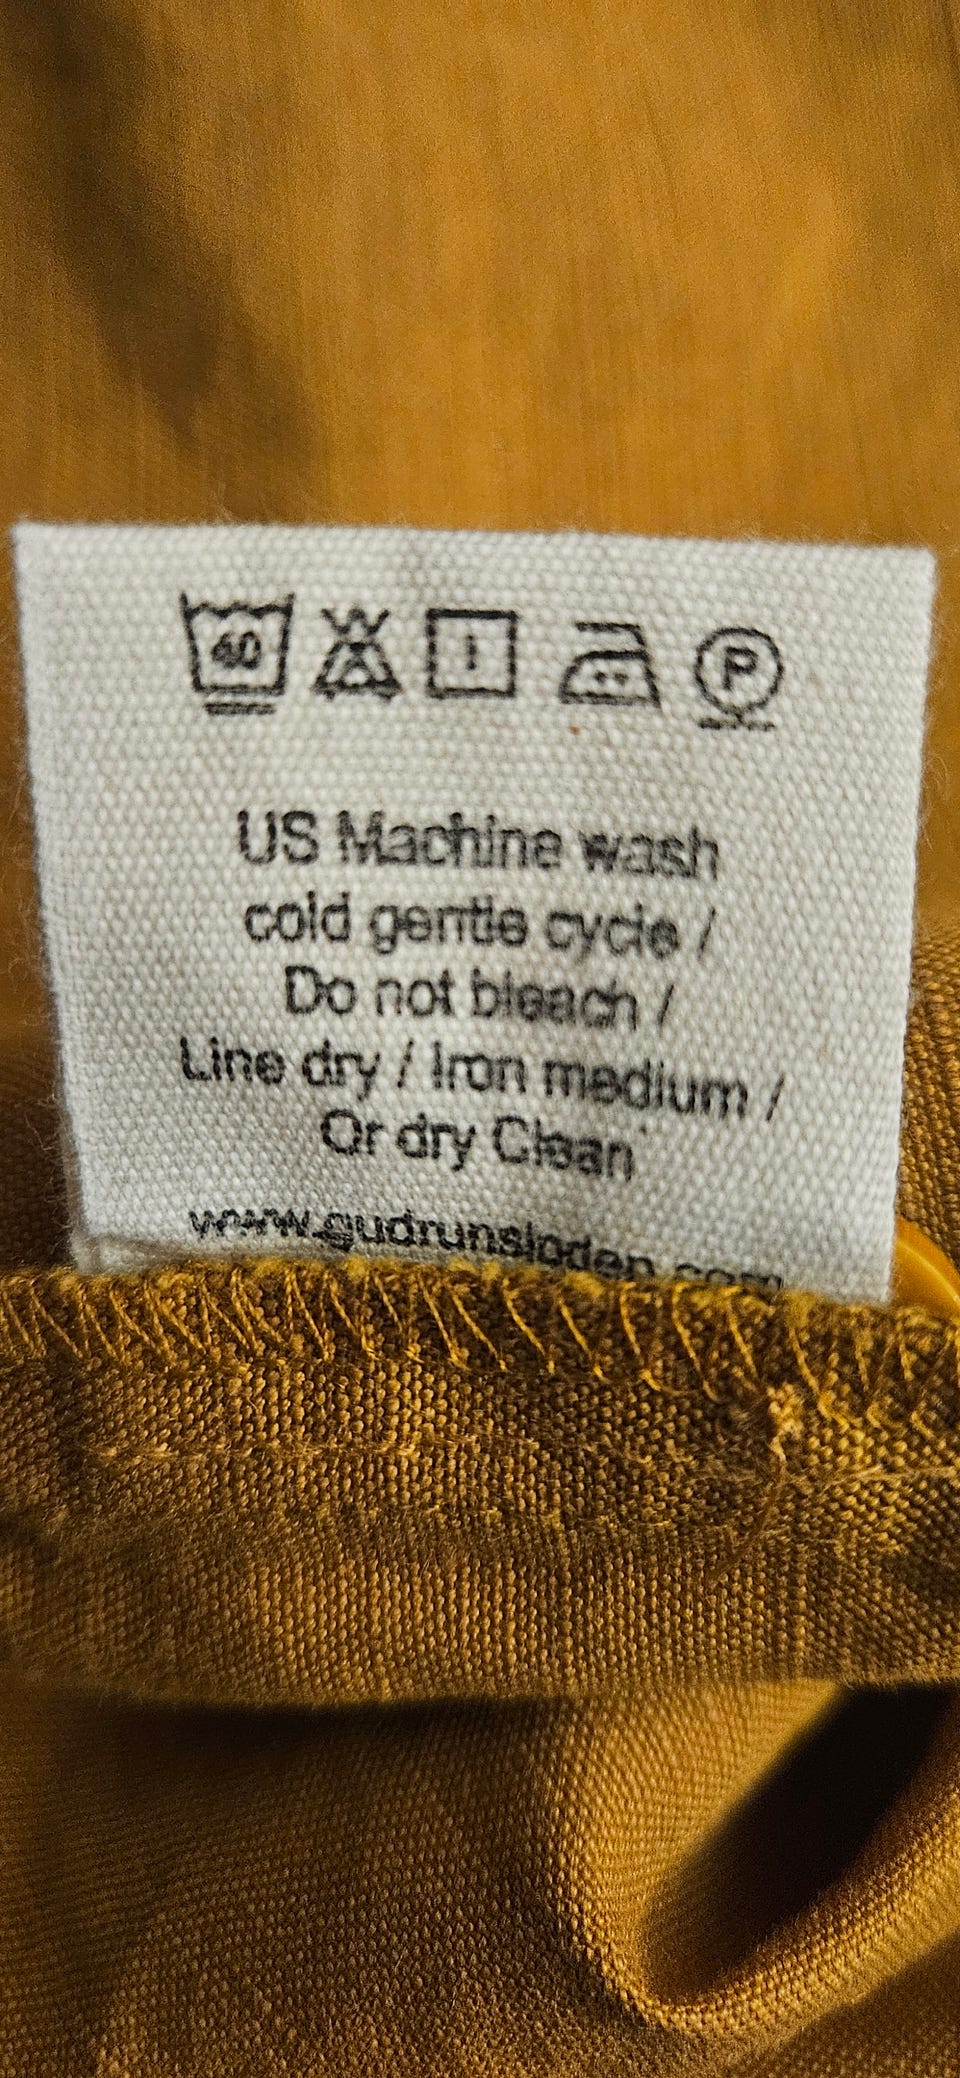 40 W I P
US Machine wash
cold gentle cycle /
Do not bleach /
Line dry / Iron medium /
Or dry Clean
www.gudrunsjoden.com